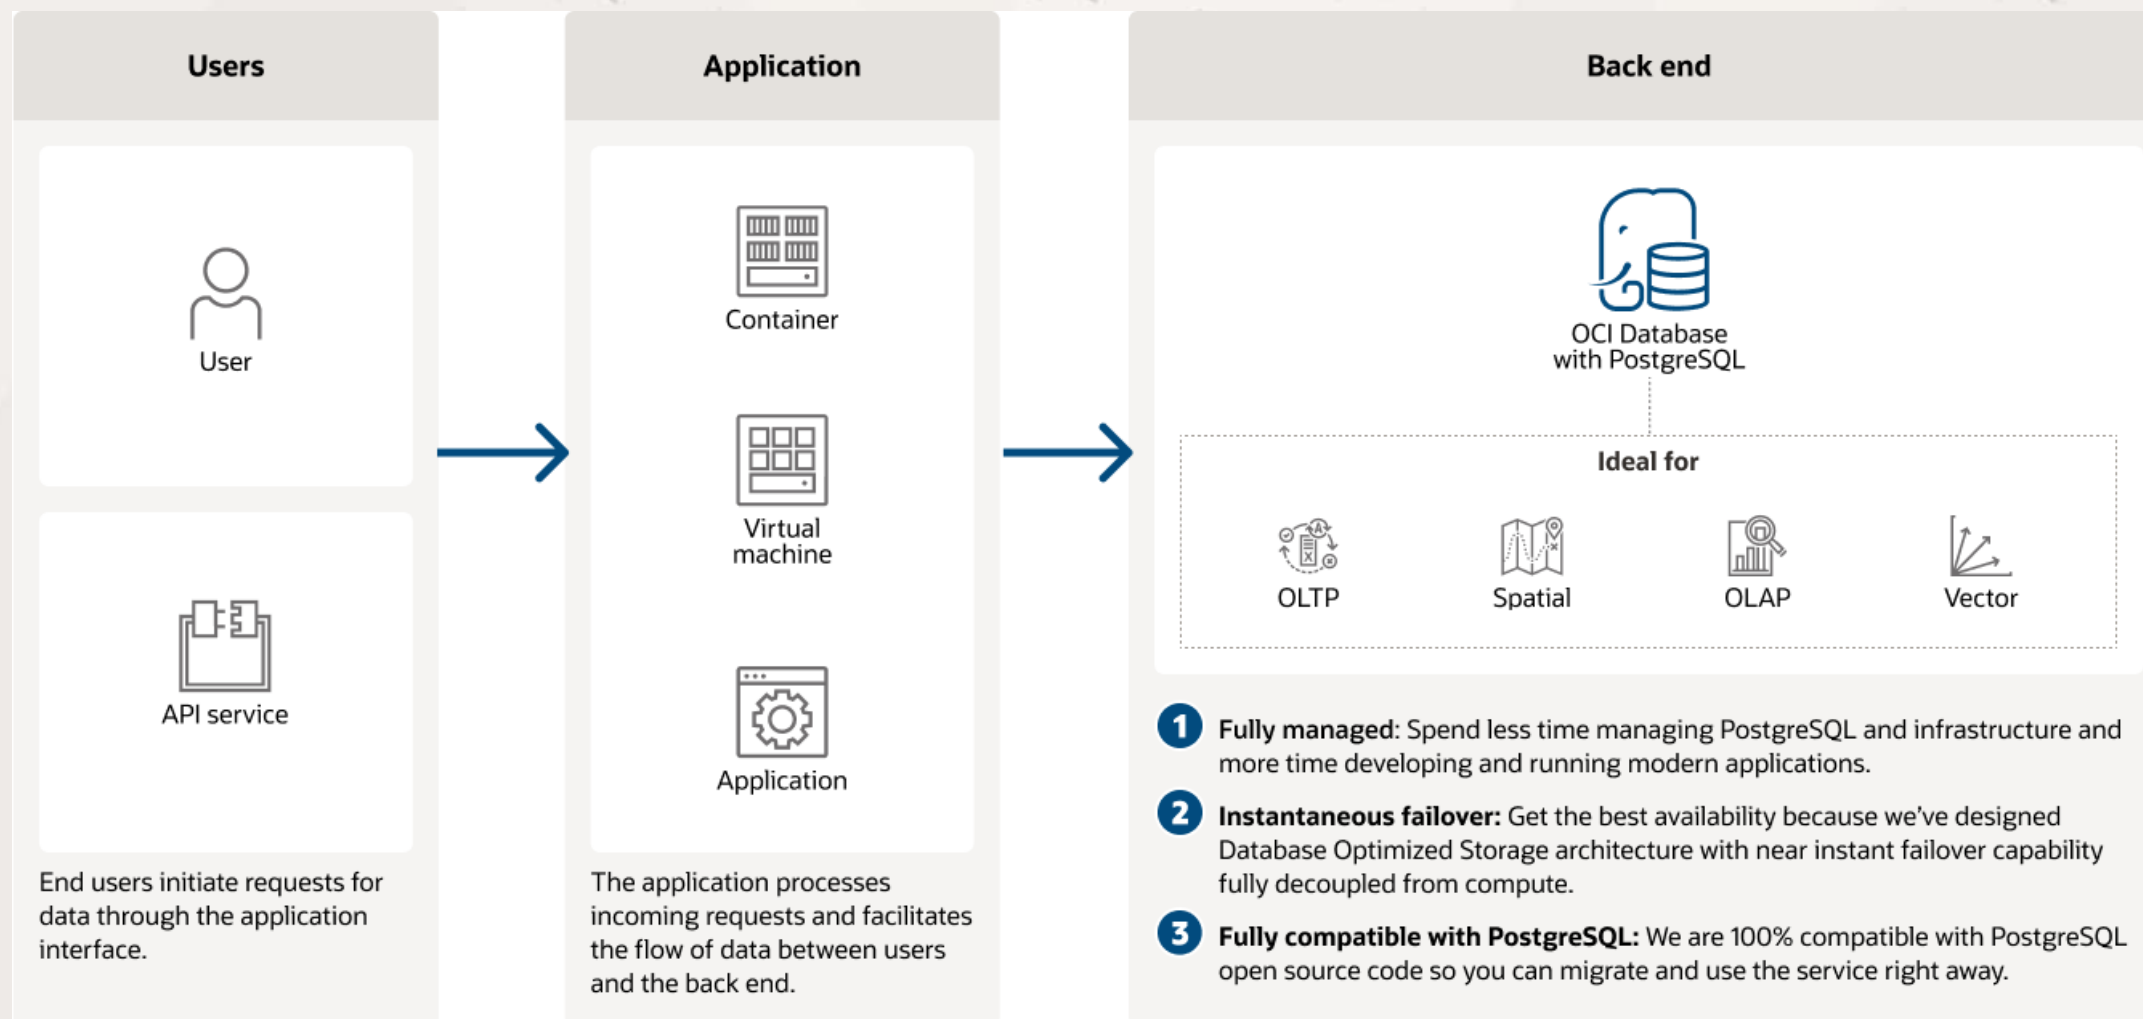 Users
User
API service
End users initiate requests for
data through the application
interface.
Application
Container
Virtual
machine
Application
The application processes
incoming requests and facilitates
the flow of data between users
and the back end.
Back end
OCI Database
with PostgreSQL
Ideal for
OLTP
Spatial
OLAP
Vector
1 Fully managed: Spend less time managing PostgreSQL and infrastructure and
more time developing and running modern applications.
2 Instantaneous failover: Get the best availability because we've designed
Database Optimized Storage architecture with near instant failover capability
fully decoupled from compute.
3 Fully compatible with PostgreSQL: We are 100% compatible with PostgreSQL
open source code so you can migrate and use the service right away.